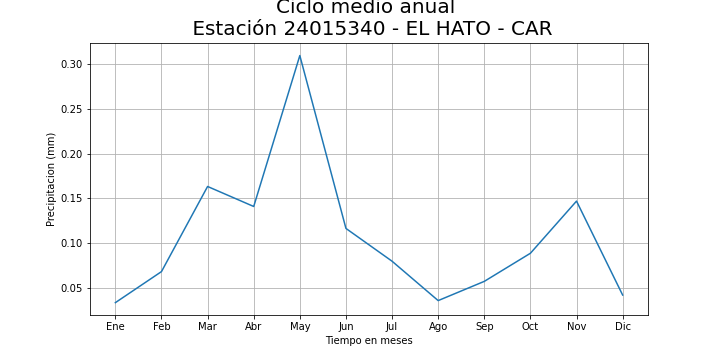 Ciclo medio anual
Estación 24015340 - EL HATO - CAR
0.30
0.25
0.20
0.15
0.10
0.05
Precipitacion (mm)
Ene Feb Mar Abr May Jun Jul Ago Sep Oct Nov Dic
Tiempo en meses